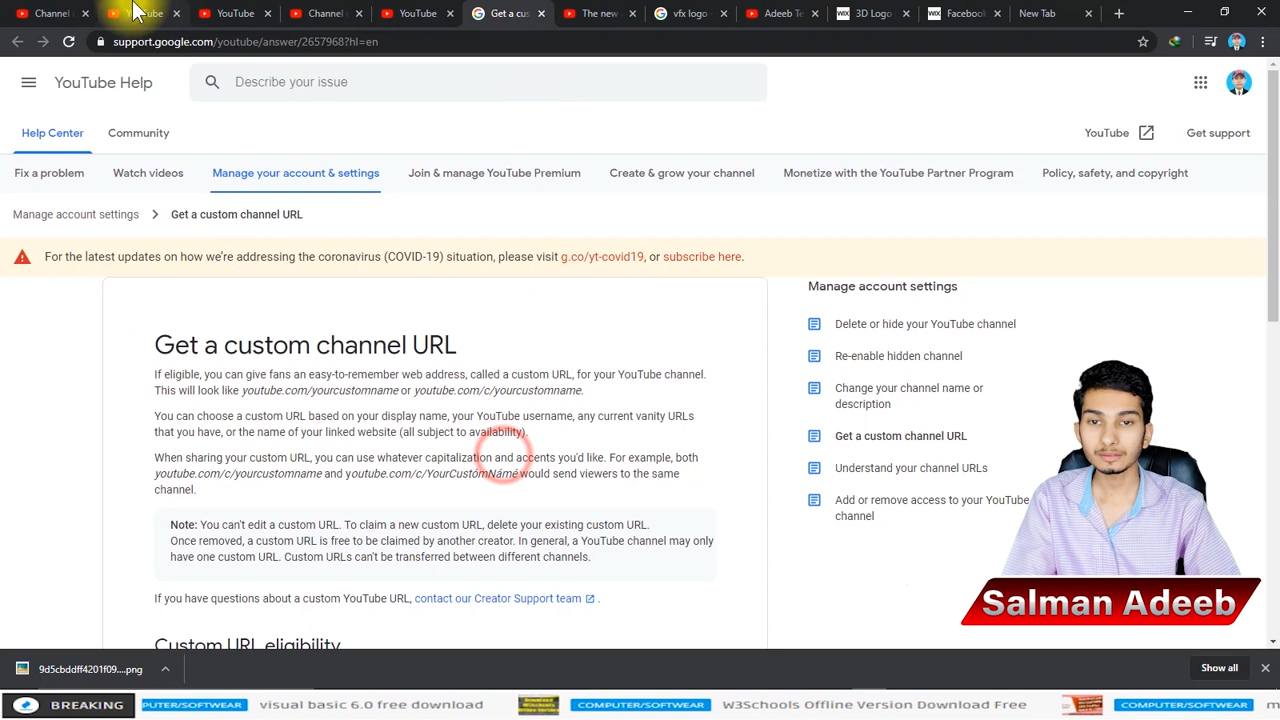 Channel
YouTube
YouTube
Channel
YouTube
Get a cus
The new
vfx logo
Adeeb Te
3D Logo
Facebook
New Tab
support.google.com/youtube/answer/2657968?hl=en
YouTube Help
Describe your issue
Help Center
Community
YouTube
Get support
Fix a problem
Watch videos
Manage your account & settings
Join & manage YouTube Premium
Create & grow your channel
Monetize with the YouTube Partner Program
Policy, safety, and copyright
Manage account settings
Get a custom channel URL
For the latest updates on how we're addressing the coronavirus (COVID-19) situation, please visit g.co/yt-covid19, or subscribe here.
Get a custom channel URL
If eligible, you can give fans an easy-to-remember web address, called a custom URL, for your YouTube channel.
This will look like youtube.com/yourcustomname or youtube.com/c/yourcustomname.
You can choose a custom URL based on your display name, your YouTube username, any current vanity URLs
that you have, or the name of your linked website (all subject to availability).
When sharing your custom URL, you can use whatever capitalization and accents you'd like. For example, both
youtube.com/c/yourcustomname and youtube.com/c/YourCustomNámé would send viewers to the same
channel.
Note: You can't edit a custom URL. To claim a new custom URL, delete your existing custom URL.
Once removed, a custom URL is free to be claimed by another creator. In general, a YouTube channel may only
have one custom URL. Custom URLs can't be transferred between different channels.
If you have questions about a custom YouTube URL, contact our Creator Support team .
Custom URL eligibility
Manage account settings
Delete or hide your YouTube channel
Re-enable hidden channel
Change your channel name or
description
Get a custom channel URL
Understand your channel URLs
Add or remove access to your YouTube
channel
Salman Adeeb
9d5cbddff4201f09....png
Show all
BREAKING
COMPUTER/SOFTWEAR
visual basic 6.0 free download
COMPUTER/SOFTWEAR
W3Schools Offline Version Download Free
COMPUTER/SOFTWEAR